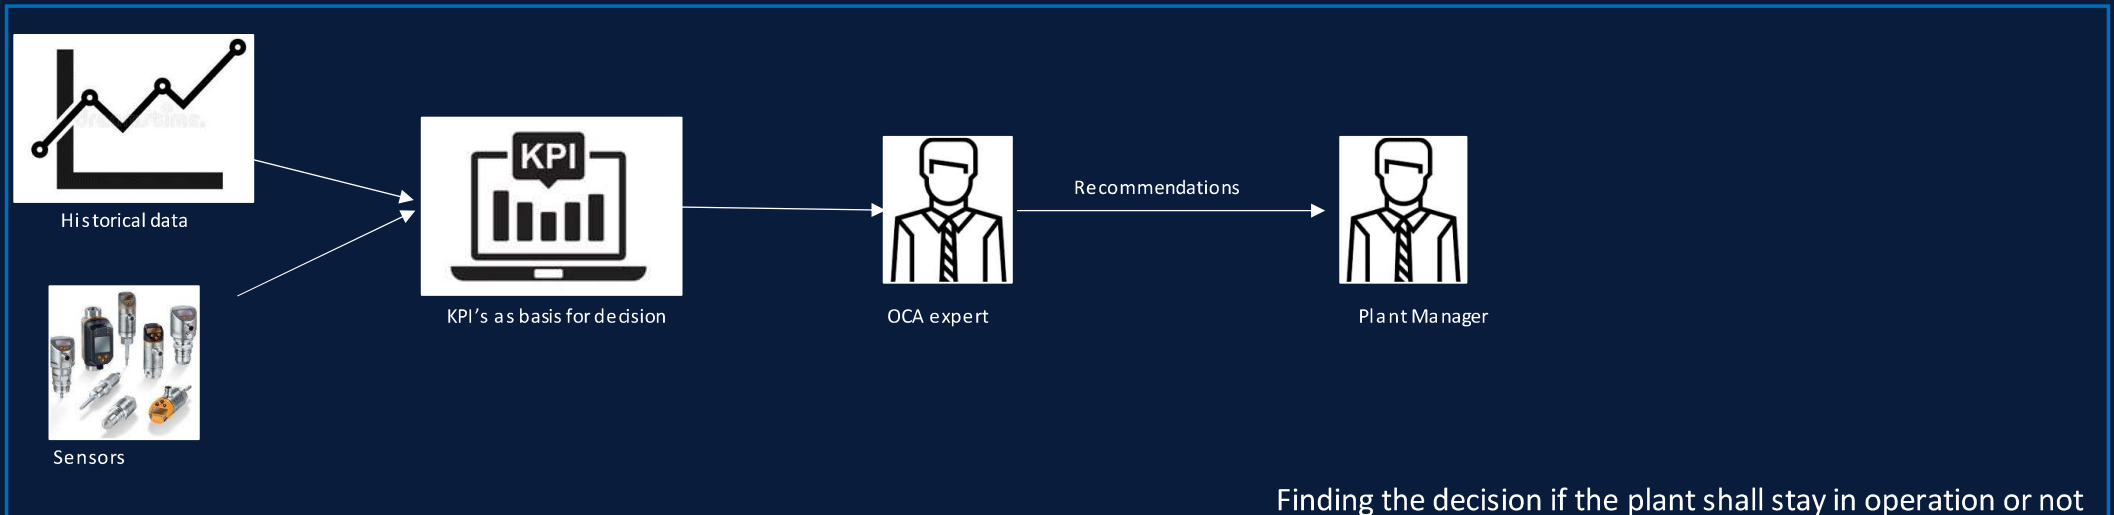 Historical data
KPI
KPI's as basis for decision
OCA expert
Recommendations
Plant Manager
Sensors
Finding the decision if the plant shall stay in operation or not